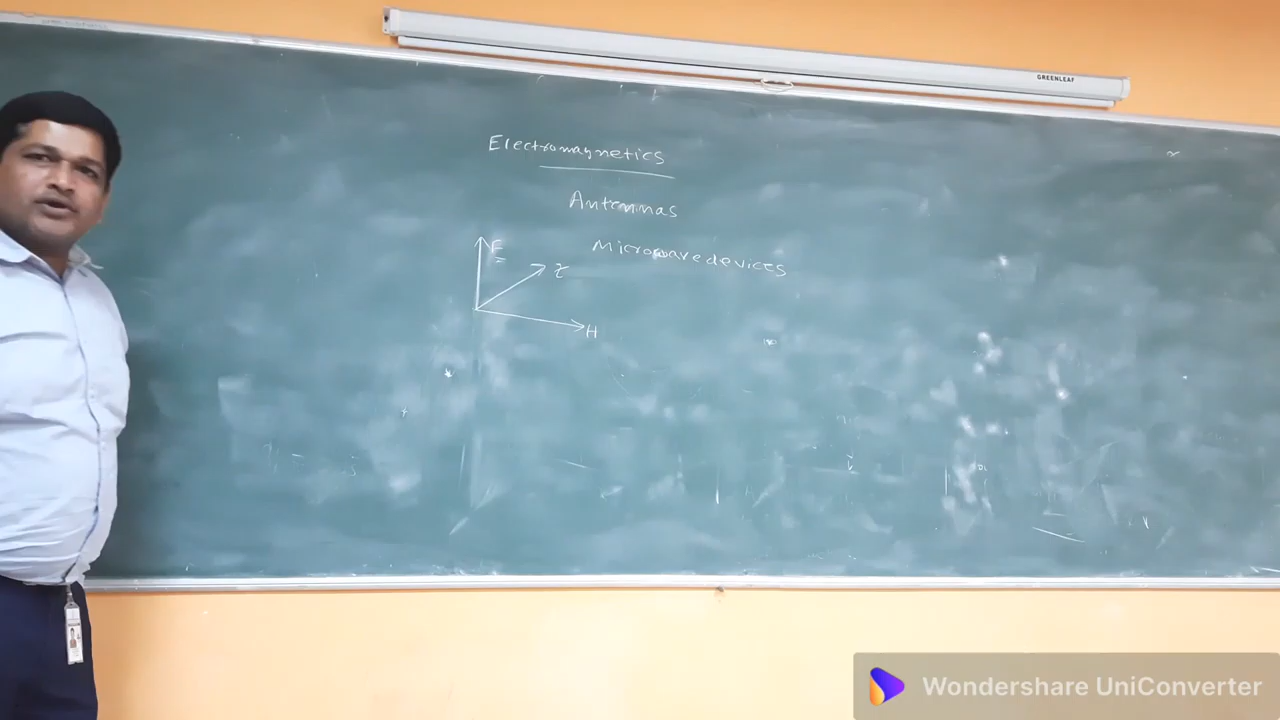 GREENLEAF
Electromagnetics
Antennas
Microwave devices
E
z
H
Wondershare UniConverter